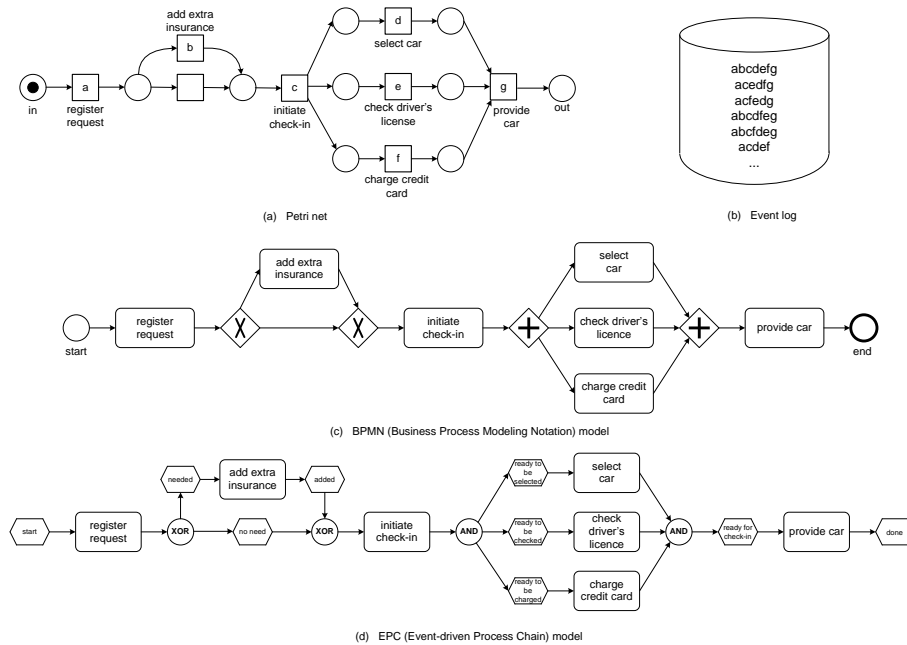 add extra
insurance
b
a
in
register
request
c
initiate
check-in
d
select car
e
check driver's
license
f
charge credit
card
g
provide
car
out
(a) Petri net
abcdefg
acedfg
acfedg
abcdfeg
abcfdeg
acdef
...
(b) Event log
start
register
request
X
add extra
insurance
X
initiate
check-in
+
select
car
check driver's
licence
charge credit
card
+
provide car
end
(c) BPMN (Business Process Modeling Notation) model
start
register
request
XOR
needed
add extra
insurance
added
no need
XOR
initiate
check-in
AND
ready to
be
selected
select
car
ready to
be
checked
check
driver's
licence
ready to
be
charged
charge
credit card
AND
ready for
check-in
provide car
done
(d) EPC (Event-driven Process Chain) model